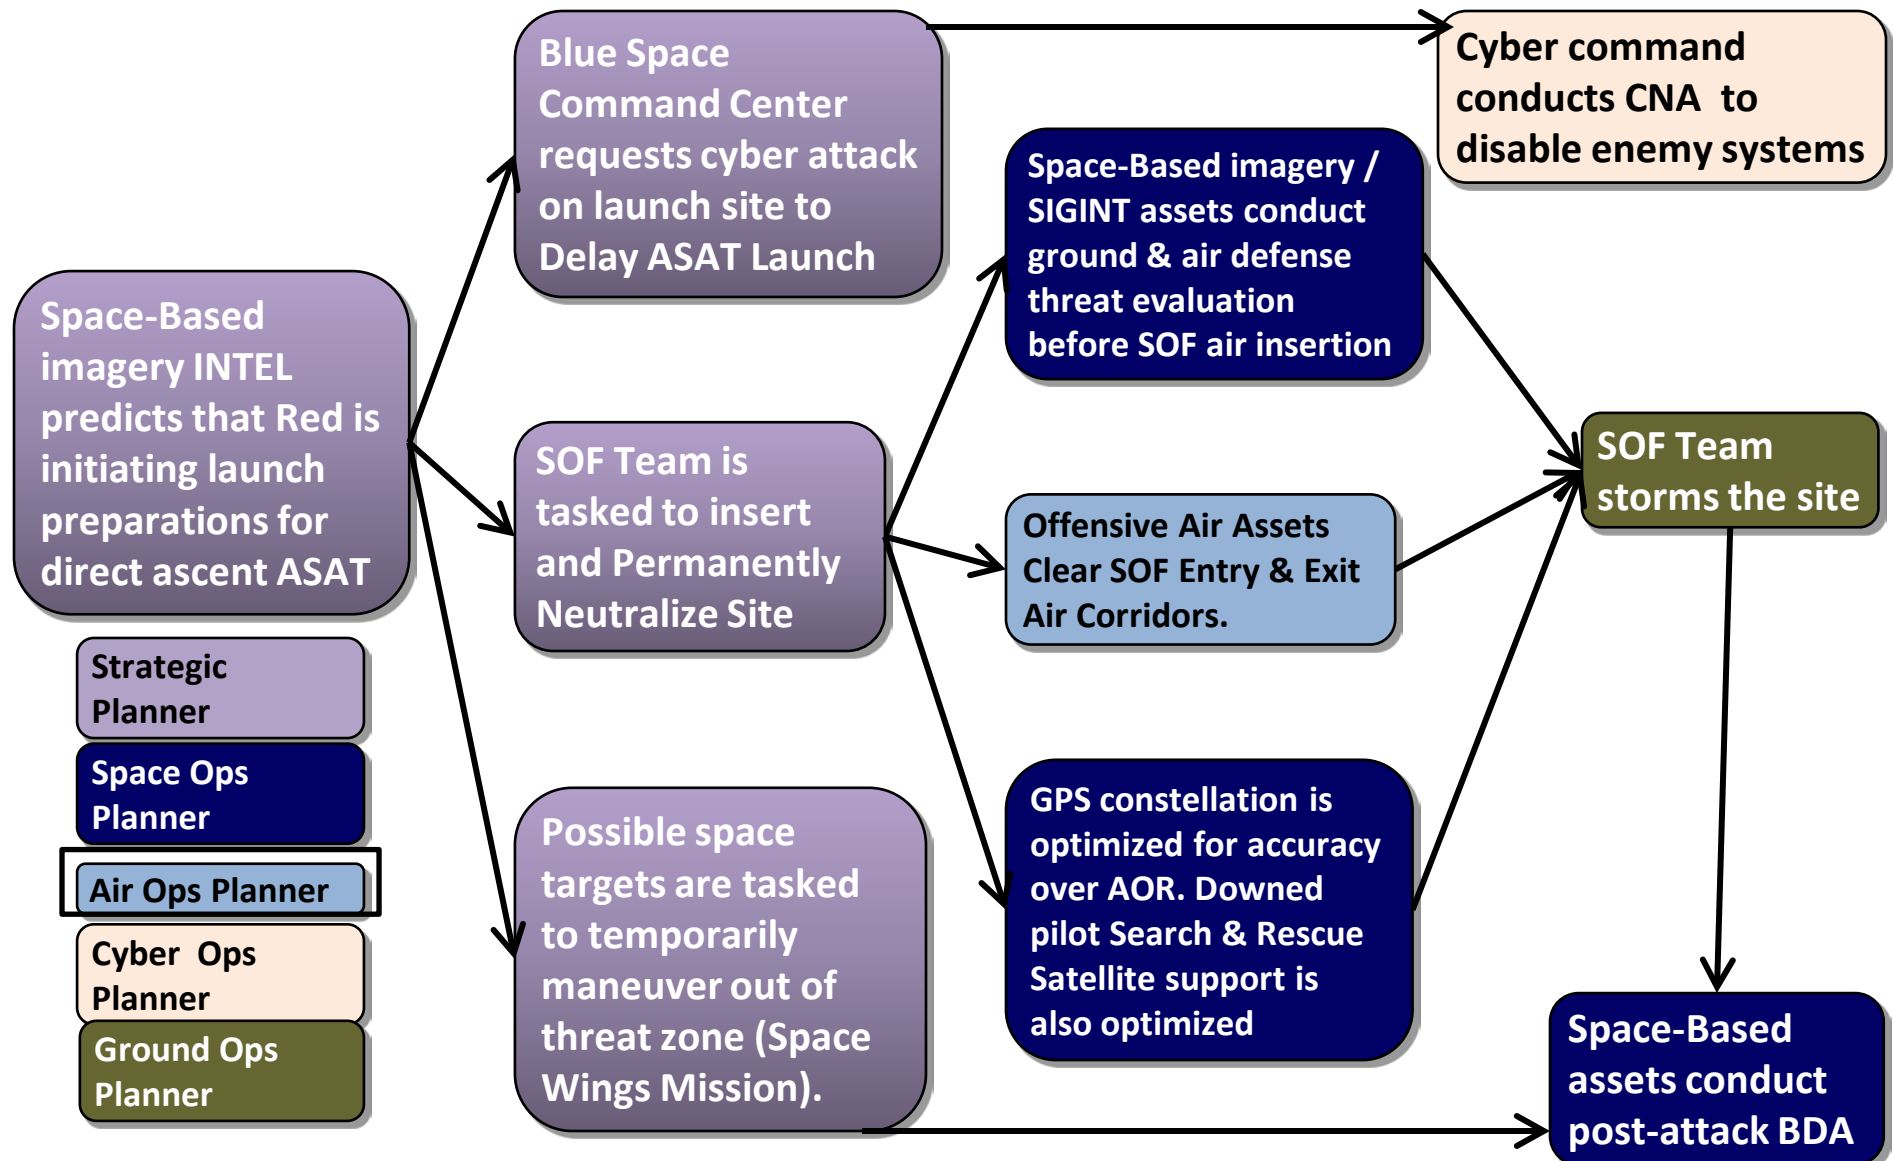 Space-Based
imagery INTEL
predicts that Red is
initiating launch
preparations for
direct ascent ASAT
Strategic
Planner
Space Ops
Planner
Air Ops Planner
Cyber Ops
Planner
Ground Ops
Planner
Blue Space
Command Center
requests cyber attack
on launch site to
Delay ASAT Launch
SOF Team is
tasked to insert
and Permanently
Neutralize Site
Possible space
targets are tasked
to temporarily
maneuver out of
threat zone (Space
Wings Mission).
Space-Based imagery /
SIGINT assets conduct
ground & air defense
threat evaluation
before SOF air insertion
Offensive Air Assets
Clear SOF Entry & Exit
Air Corridors.
GPS constellation is
optimized for accuracy
over AOR. Downed
pilot Search & Rescue
Satellite support is
also optimized
Cyber command
conducts CNA to
disable enemy systems
SOF Team
storms the site
Space-Based
assets conduct
post-attack BDA